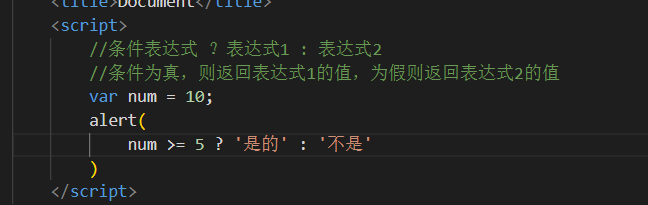 <title>Document</title>
<script>
//条件表达式 ？表达式1 : 表达式2
//条件为真，则返回表达式1的值，为假则返回表达式2的值
var num = 10;
alert(
num >= 5 ? '是的' : '不是'
)
</script>